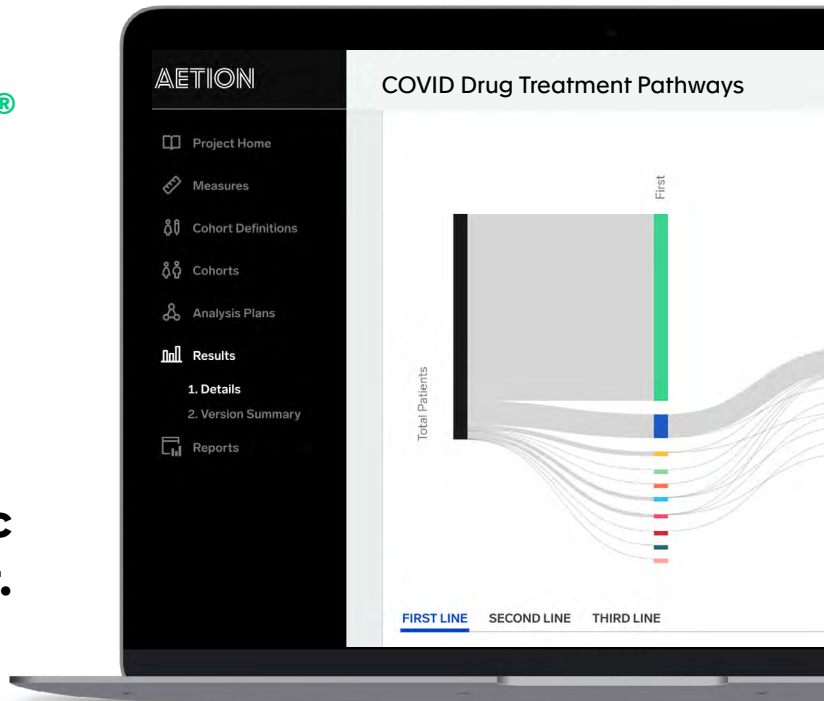 ®
AETION
COVID Drug Treatment Pathways
Project Home
Measures
Cohort Definitions
Cohorts
Analysis Plans
Results
1. Details
2. Version Summary
Reports
First
Total Patients
FIRST LINE SECOND LINE THIRD LINE